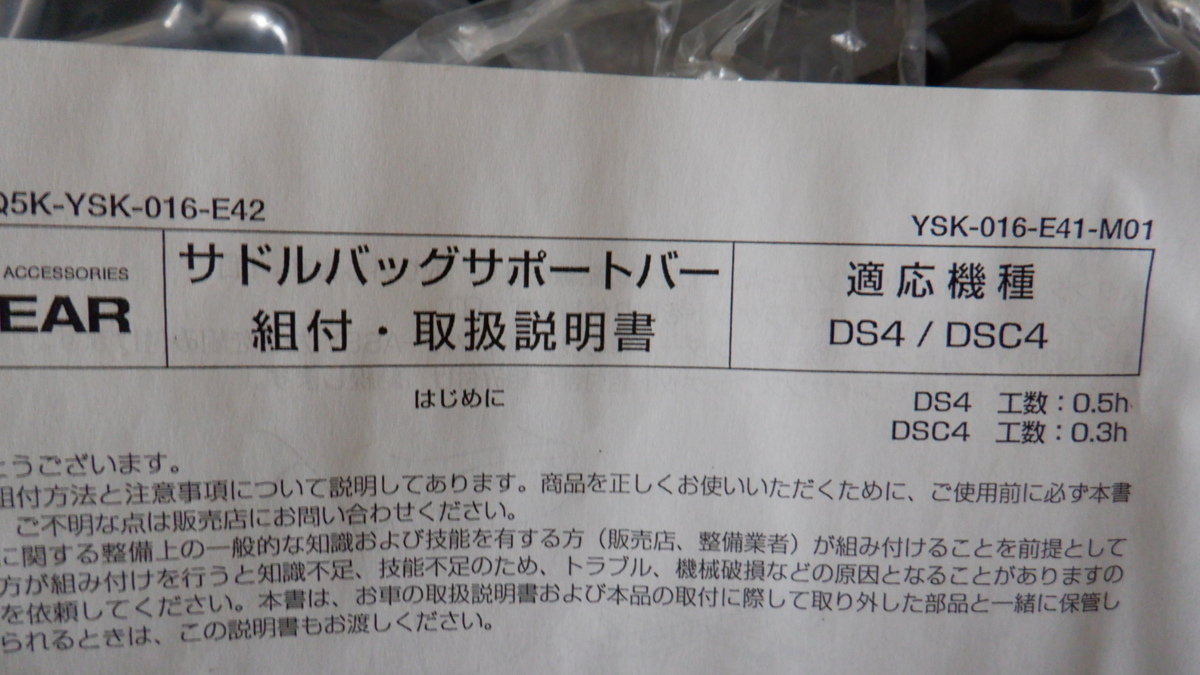 Q5K-YSK-016-E42
YSK-016-E41-M01
ACCESSORIES
EAR
サドルバッグサポートバー
組付・取扱説明書
適応機種
DS4 / DSC4
はじめに
DS4 工数：0.5h
DSC4 工数：0.3h
とうございます。
組付方法と注意事項について説明してあります。商品を正しくお使いいただくために、ご使用前に必ず本書
ご不明な点は販売店にお問い合わせください。
に関する整備上の一般的な知識および技能を有する方（販売店、整備業者）が組み付けることを前提として
方が組み付けを行うと知識不足、技能不足のため、トラブル、機械破損などの原因となることがありますの
を依頼してください。本書は、お車の取扱説明書および本品の取付に際して取り外した部品と一緒に保管し
られるときは、この説明書もお渡しください。